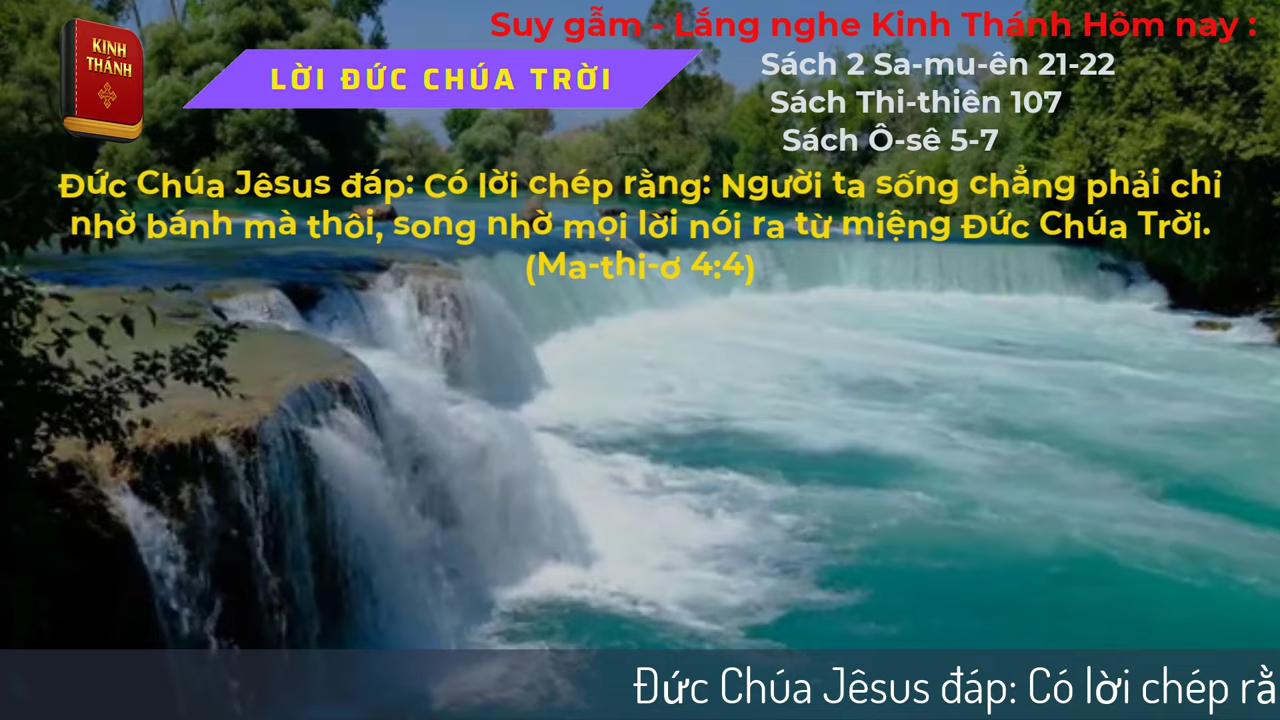 Suy gẫm - Lắng nghe Kinh Thánh Hôm nay :
KINH
THÁNH
LỜI ĐỨC CHÚA TRỜI
Sách 2 Sa-mu-ên 21-22
Sách Thi-thiên 107
Sách Ô-sê 5-7
Đức Chúa Jêsus đáp: Có lời chép rằng: Người ta sống chẳng phải chỉ
nhờ bánh mà thôi, song nhờ mọi lời nói ra từ miệng Đức Chúa Trời.
(Ma-thi-ơ 4:4)
Đức Chúa Jêsus đáp: Có lời chép rằ